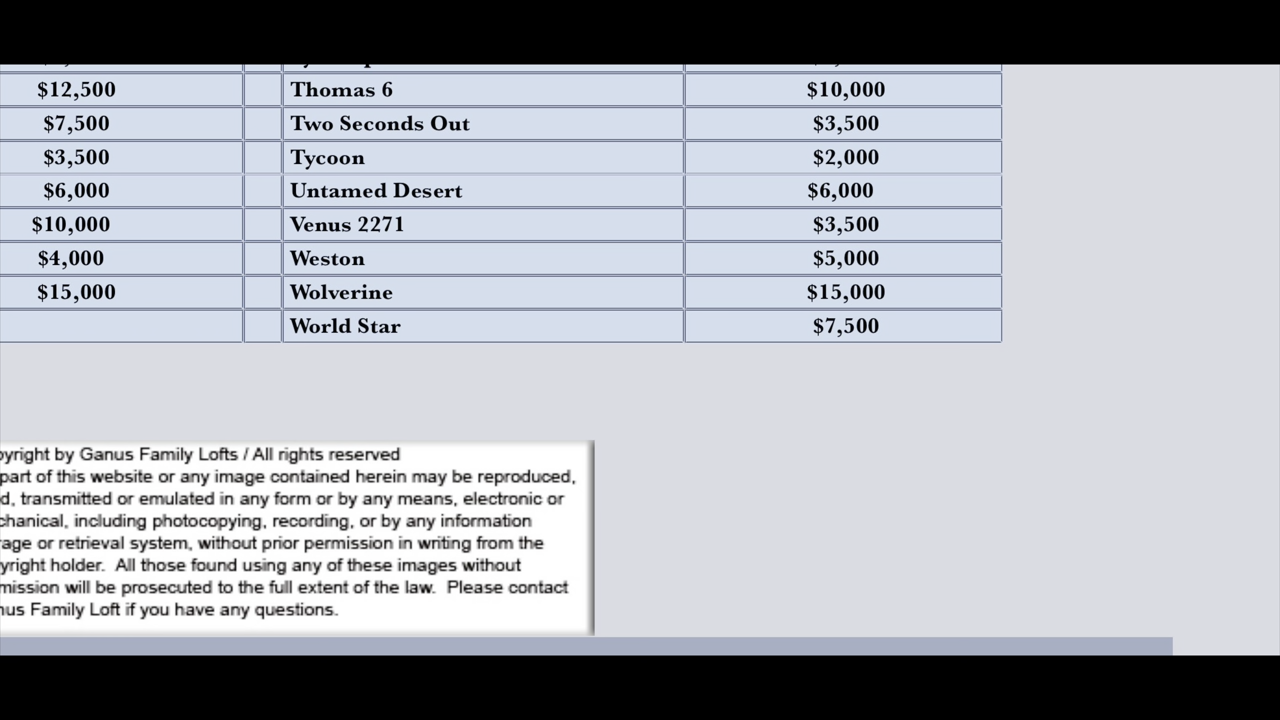 $12,500 Thomas 6 $10,000
$7,500 Two Seconds Out $3,500
$3,500 Tycoon $2,000
$6,000 Untamed Desert $6,000
$10,000 Venus 2271 $3,500
$4,000 Weston $5,000
$15,000 Wolverine $15,000
World Star $7,500
pyright by Ganus Family Lofts / All rights reserved
part of this website or any image contained herein may be reproduced,
d, transmitted or emulated in any form or by any means, electronic or
chanical, including photocopying, recording, or by any information
rage or retrieval system, without prior permission in writing from the
yright holder.  All those found using any of these images without
mission will be prosecuted to the full extent of the law.  Please contact
nus Family Loft if you have any questions.